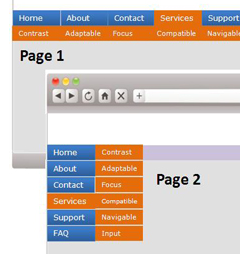 Home About Contact Services Support
Contrast Adaptable Focus Compatible Navigable
Page 1
Home Contrast
About Adaptable
Contact Focus
Services Compatible
Support Navigable
FAQ Input
Page 2